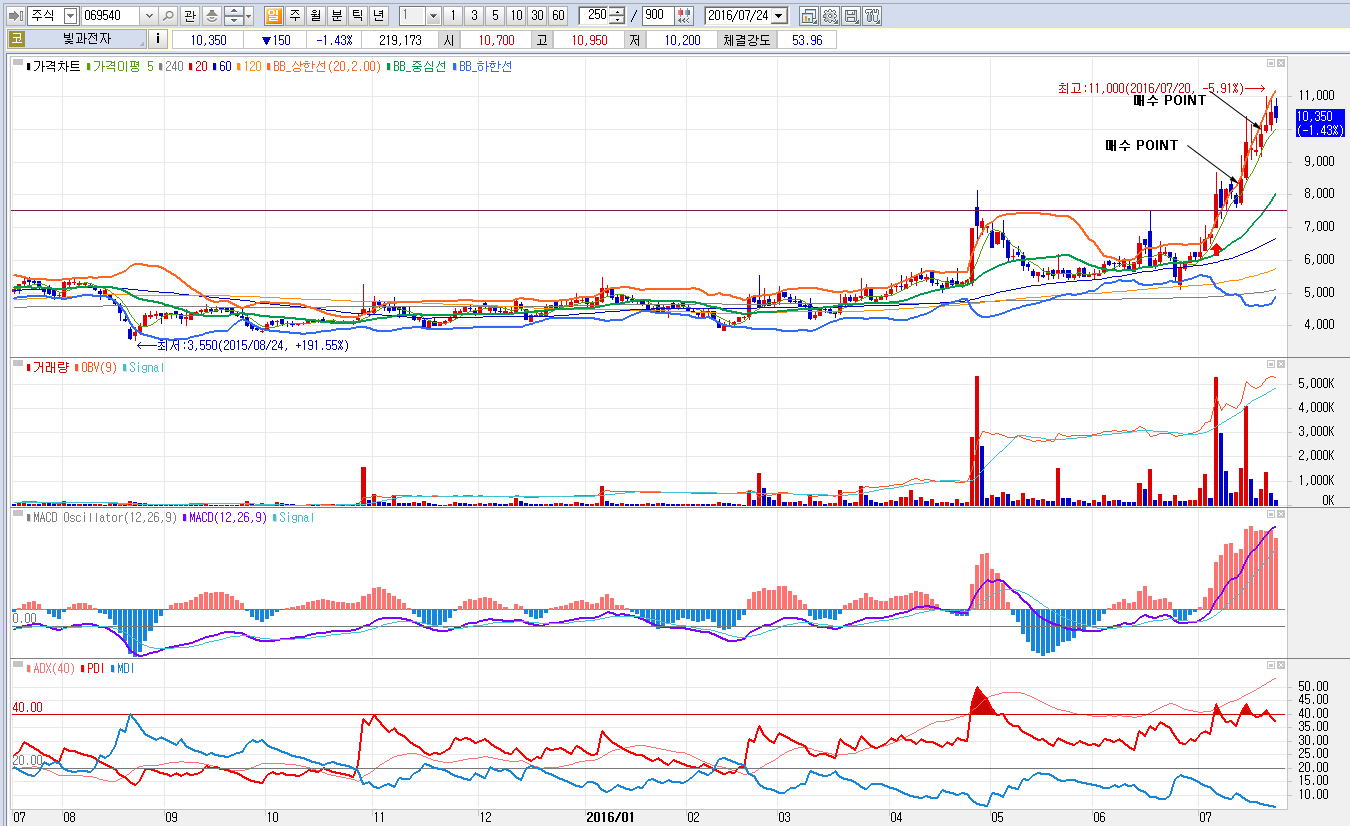 주식 069540 관 일 주 월 분 틱 년 1 1 3 5 10 30 60 250 / 900 2016/07/24
코 빛과전자 i 10,350 ▼150 -1.43% 219,173 시 10,700 고 10,950 저 10,200 체결강도 53.96
가격차트 가격이평 5 240 20 60 120 BB_상한선(20,2.00) BB_중심선 BB_하한선
최고:11,000(2016/07/20, -5.91%)→
11,000
매수 POINT
10,350
(-1.43%)
매수 POINT
9,000
8,000
7,000
6,000
5,000
4,000
←최저:3,550(2015/08/24, +191.55%)
거래량 OBV(9) Signal
5,000K
4,000K
3,000K
2,000K
1,000K
0K
MACD Oscillator(12,26,9) MACD(12,26,9) Signal
0.00
ADX(40) PDI MDI
50.00
45.00
40.00 40.00
35.00
30.00
25.00
20.00 20.00
15.00
10.00
07 08 09 10 11 12 2016/01 02 03 04 05 06 07